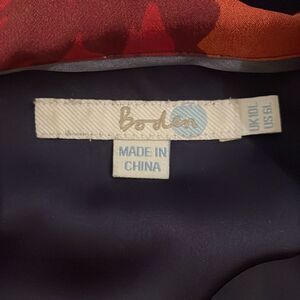 Boden
MADE IN
CHINA
UK 10L
US 6L